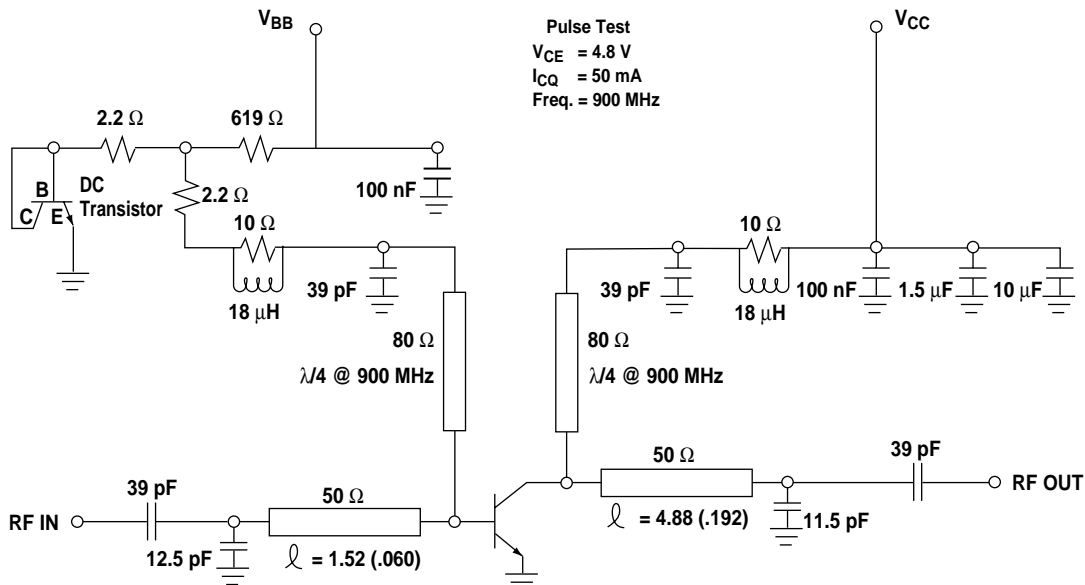 V_BB
Pulse Test
V_CE = 4.8 V
I_CQ = 50 mA
Freq. = 900 MHz
V_CC
2.2 Ω
619 Ω
B
C
E
DC
Transistor
2.2 Ω
100 nF
10 Ω
18 μH
39 pF
39 pF
10 Ω
18 μH
100 nF
1.5 μF
10 μF
80 Ω
λ/4 @ 900 MHz
80 Ω
λ/4 @ 900 MHz
RF IN
39 pF
12.5 pF
50 Ω
ℓ = 1.52 (.060)
50 Ω
ℓ = 4.88 (.192)
11.5 pF
39 pF
RF OUT